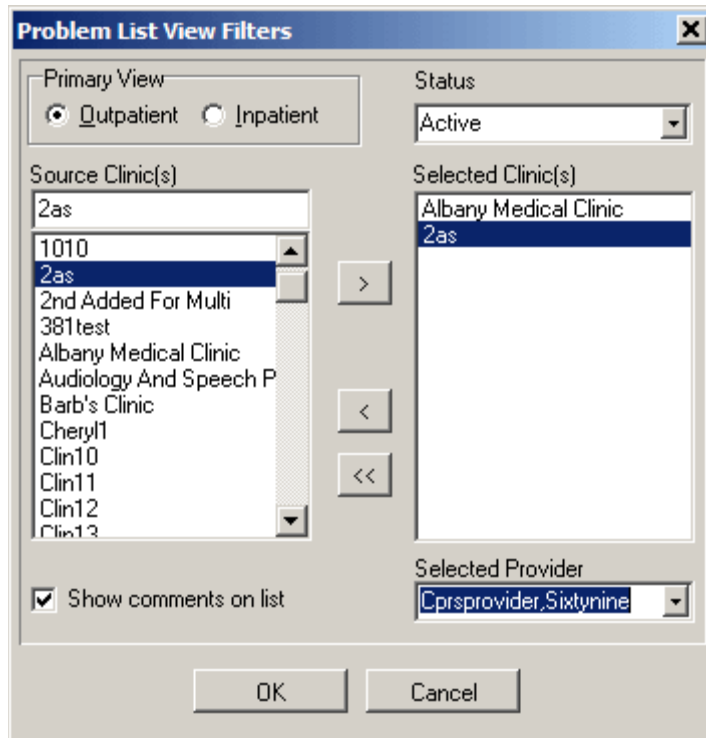 Problem List View Filters
Primary View
Outpatient
Inpatient
Status
Active
Source Clinic(s)
2as
1010
2as
2nd Added For Multi
381test
Albany Medical Clinic
Audiology And Speech P
Barb's Clinic
Cheryl1
Clin10
Clin11
Clin12
Clin13
>
<
<<
Selected Clinic(s)
Albany Medical Clinic
2as
Show comments on list
Selected Provider
Cprsprovider,Sixtynine
OK
Cancel